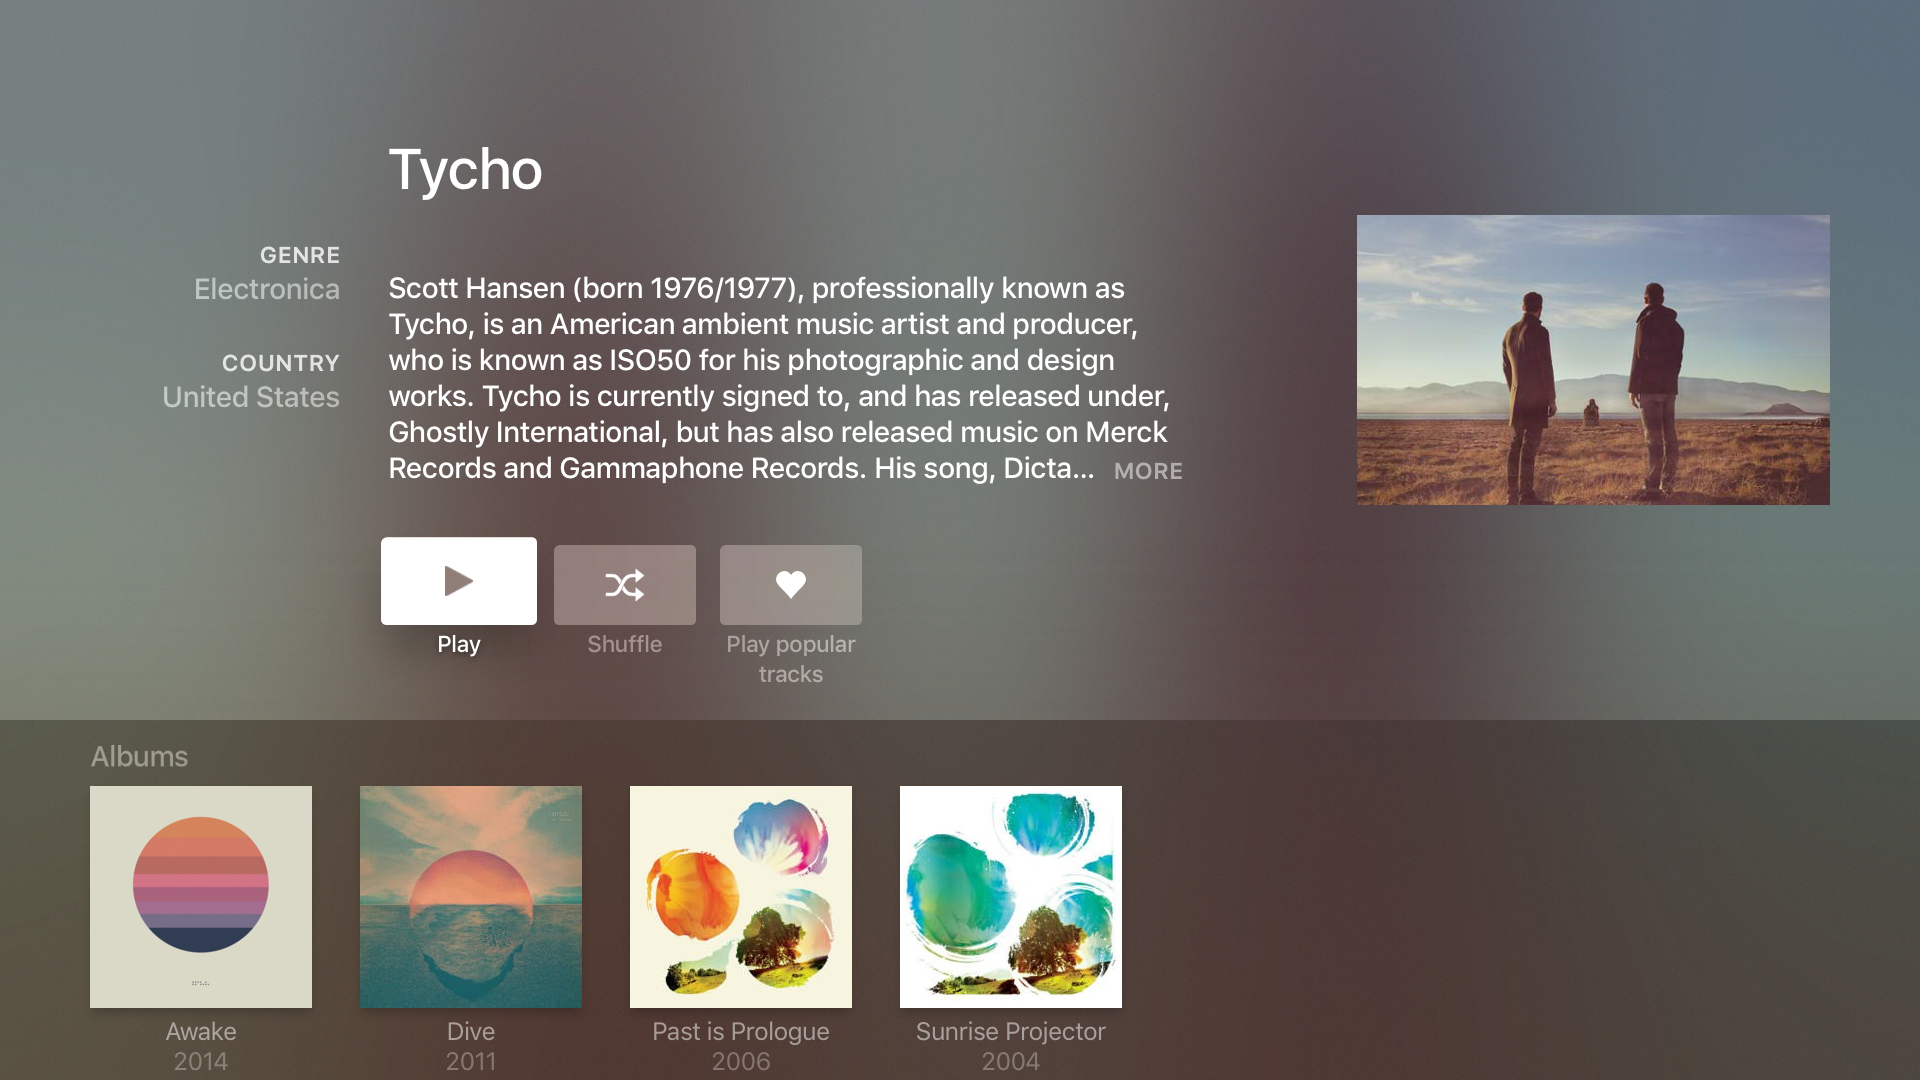 Tycho
GENRE
Electronica
COUNTRY
United States
Scott Hansen (born 1976/1977), professionally known as
Tycho, is an American ambient music artist and producer,
who is known as ISO50 for his photographic and design
works. Tycho is currently signed to, and has released under,
Ghostly International, but has also released music on Merck
Records and Gammaphone Records. His song, Dicta... MORE
Play
Shuffle
Play popular
tracks
Albums
Awake
2014
Dive
2011
Past is Prologue
2006
Sunrise Projector
2004